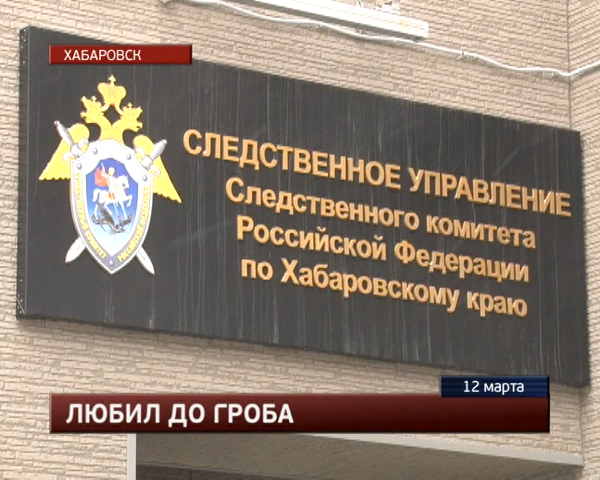 ХАБАРОВСК
СЛЕДСТВЕННОЕ УПРАВЛЕНИЕ
Следственного комитета
Российской Федерации
по Хабаровскому краю
12 марта
ЛЮБИЛ ДО ГРОБА